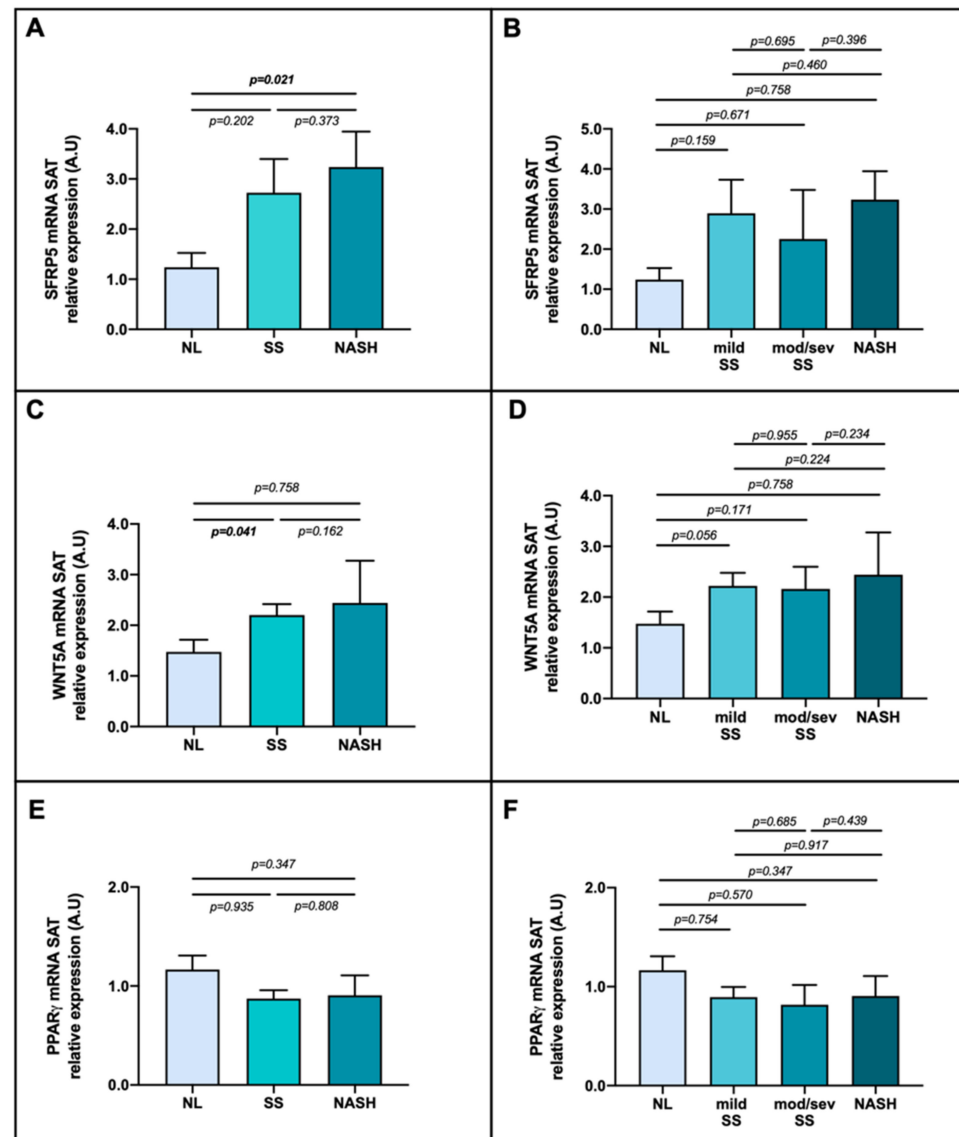 A
p=0.021
p=0.202 p=0.373
SFRP5 mRNA SAT
relative expression (A.U)
4.0
3.0
2.0
1.0
0.0
NL SS NASH
B
p=0.695 p=0.396
p=0.460
p=0.758
p=0.671
p=0.159
SFRP5 mRNA SAT
relative expression (A.U)
5.0
4.0
3.0
2.0
1.0
0.0
NL mild SS mod/sev SS NASH
C
p=0.758
p=0.041 p=0.162
WNT5A mRNA SAT
relative expression (A.U)
4.0
3.0
2.0
1.0
0.0
NL SS NASH
D
p=0.955 p=0.234
p=0.224
p=0.758
p=0.171
p=0.056
WNT5A mRNA SAT
relative expression (A.U)
4.0
3.0
2.0
1.0
0.0
NL mild SS mod/sev SS NASH
E
p=0.347
p=0.935 p=0.808
PPARγ mRNA SAT
relative expression (A.U)
2.0
1.0
0.0
NL SS NASH
F
p=0.685 p=0.439
p=0.917
p=0.347
p=0.570
p=0.754
PPARγ mRNA SAT
relative expression (A.U)
2.0
1.0
0.0
NL mild SS mod/sev SS NASH